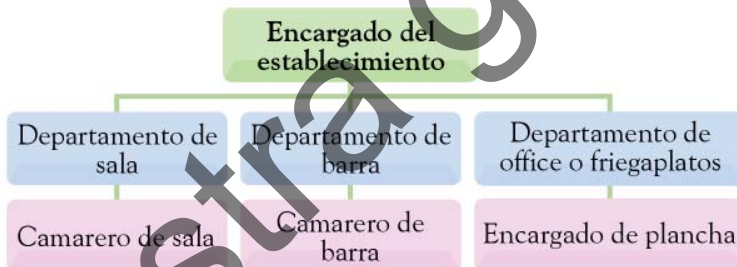 Encargado del
establecimiento
Departamento de
sala
Departamento de
barra
Departamento de
office o friegaplatos
Camarero de sala
Camarero de
barra
Encargado de plancha